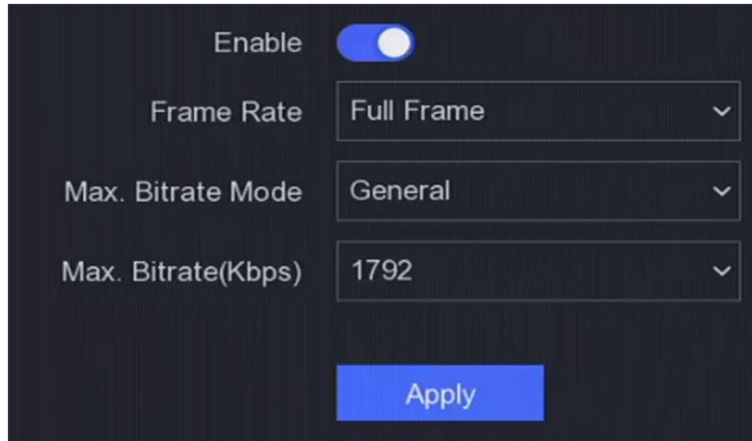 Enable
Frame Rate Full Frame
Max. Bitrate Mode General
Max. Bitrate(Kbps) 1792
Apply